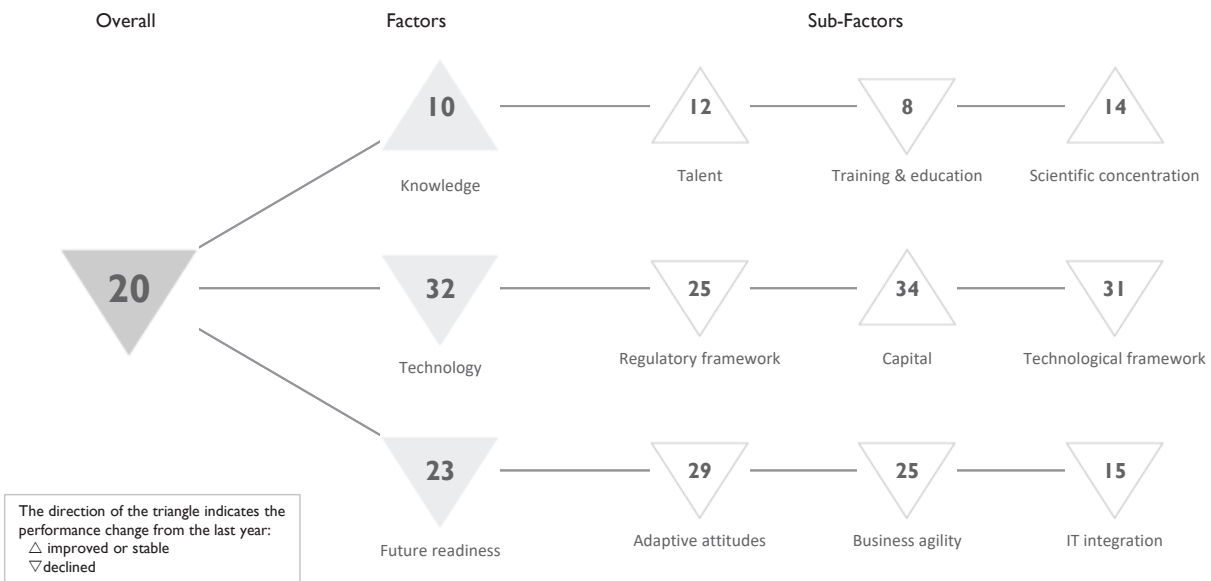 Overall Factors Sub-Factors
10 12 8 14
Knowledge Talent Training & education Scientific concentration
20 32 25 34 31
Technology Regulatory framework Capital Technological framework
23 29 25 15
Future readiness Adaptive attitudes Business agility IT integration
The direction of the triangle indicates the
performance change from the last year:
△ improved or stable
▽ declined